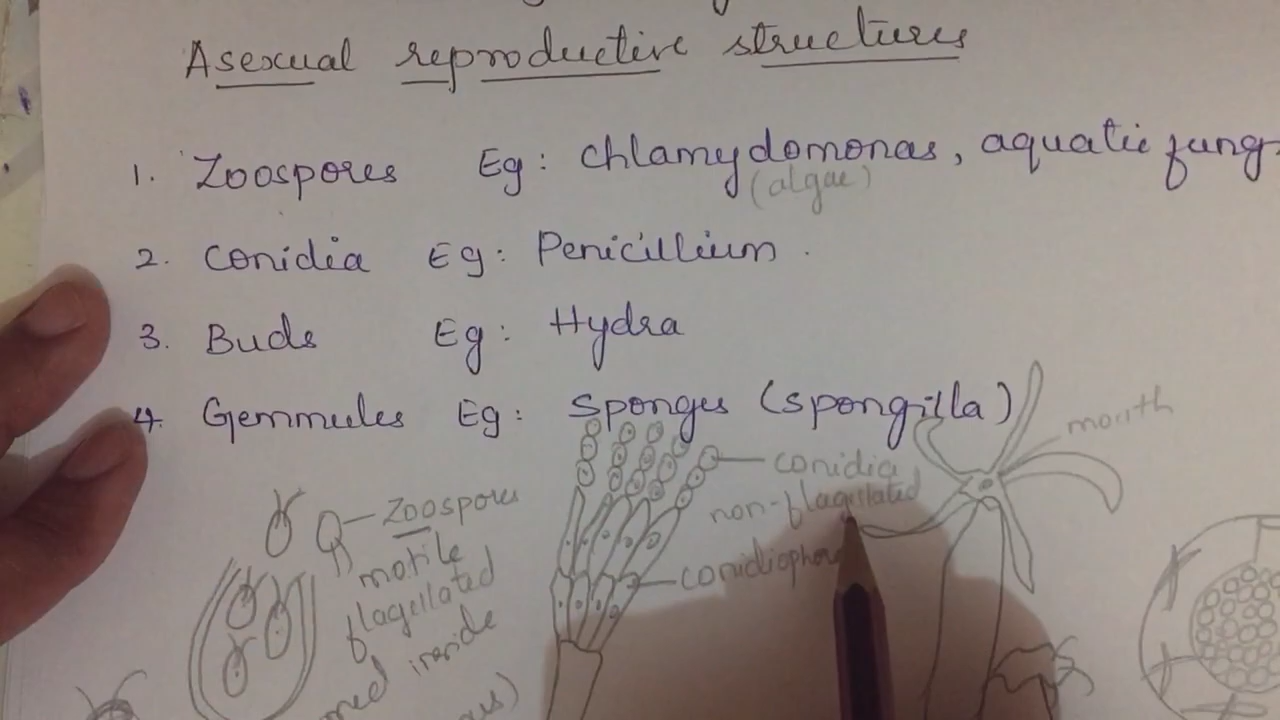 Asexual reproductive structures
1. Zoospores Eg: Chlamydomonas, aquatic fung
(algae)
2. Conidia Eg: Penicillium.
3. Buds Eg: Hydra
4. Gemmules Eg: Sponges (spongilla)
mouth
conidia
non-flagellated
Zoospores
motile
flagellated
inside
conidiophore